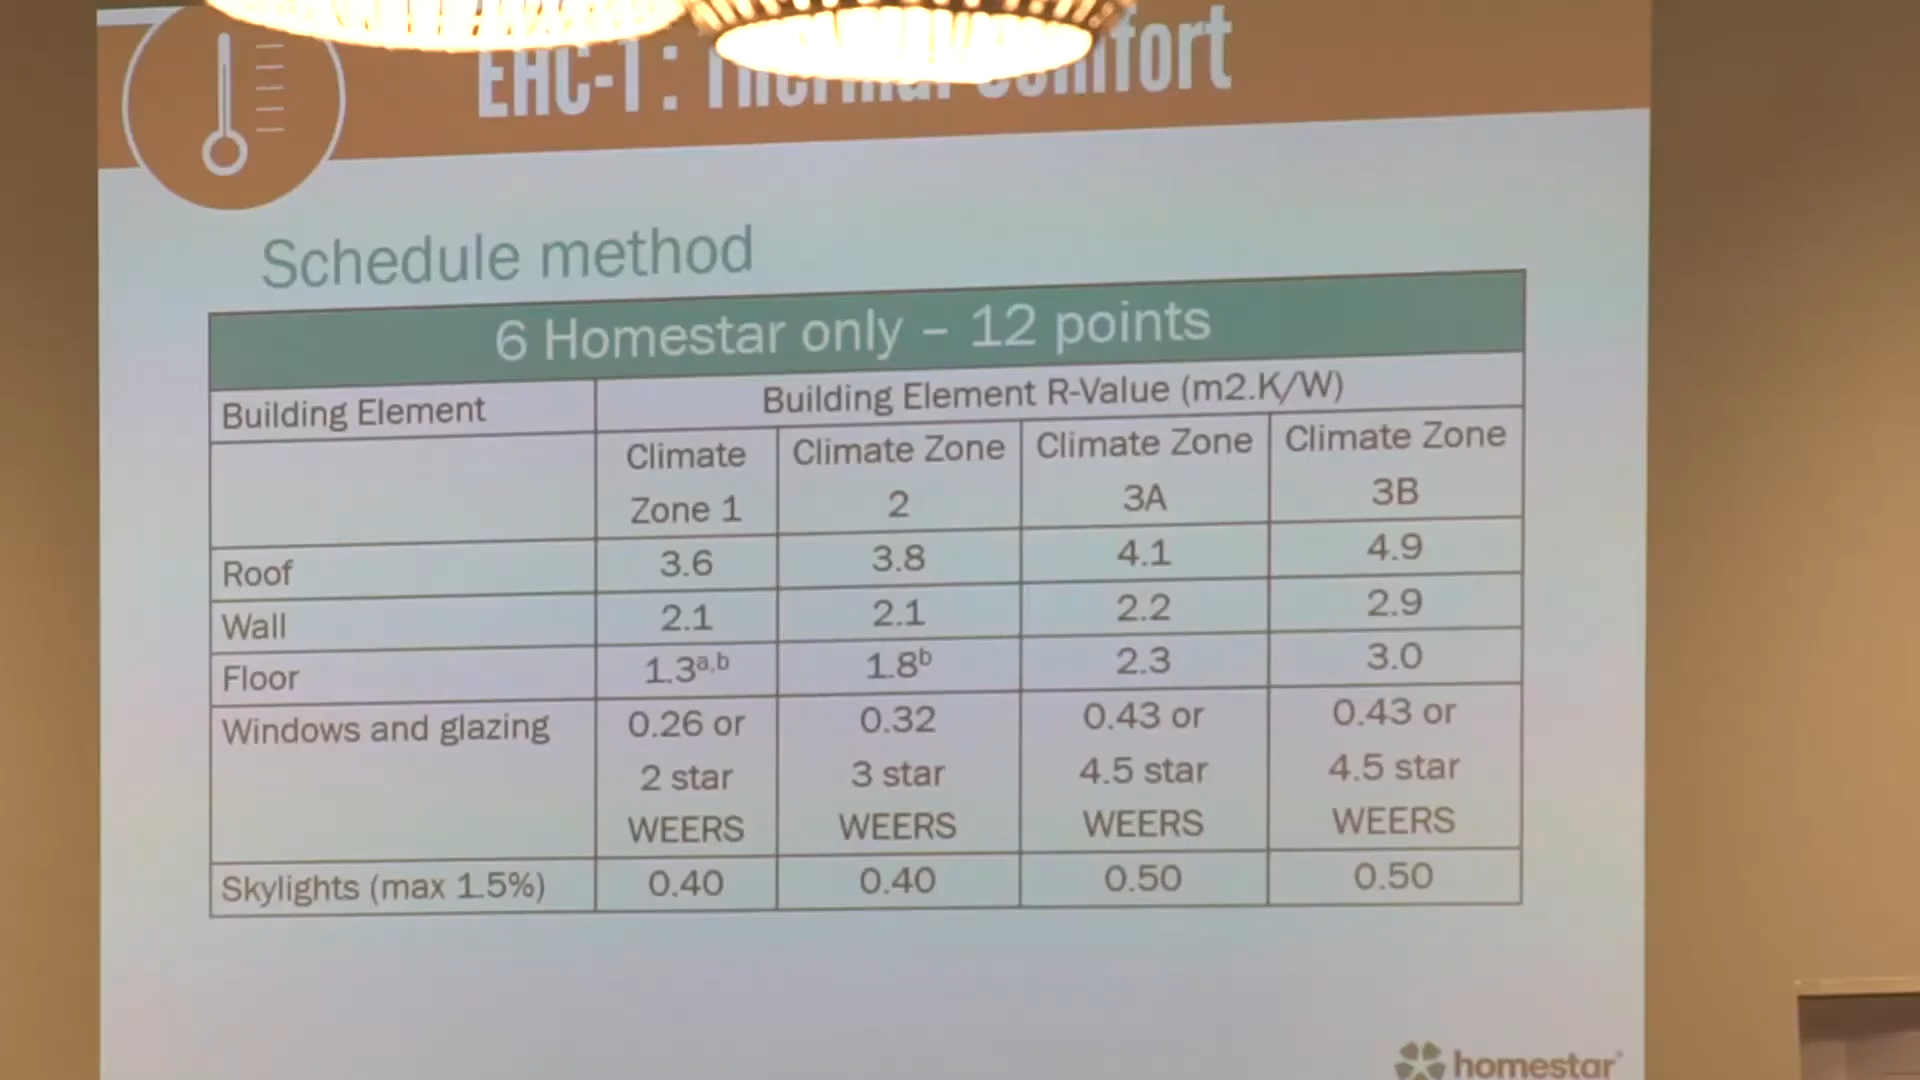 EHC-1: Thermal Comfort
Schedule method
6 Homestar only – 12 points
Building Element Building Element R-Value (m2.K/W)
Climate Zone 1 Climate Zone 2 Climate Zone 3A Climate Zone 3B
Roof 3.6 3.8 4.1 4.9
Wall 2.1 2.1 2.2 2.9
Floor 1.3a,b 1.8b 2.3 3.0
Windows and glazing 0.26 or 0.32 0.43 or 0.43 or
2 star 3 star 4.5 star 4.5 star
WEERS WEERS WEERS WEERS
Skylights (max 1.5%) 0.40 0.40 0.50 0.50
homestar